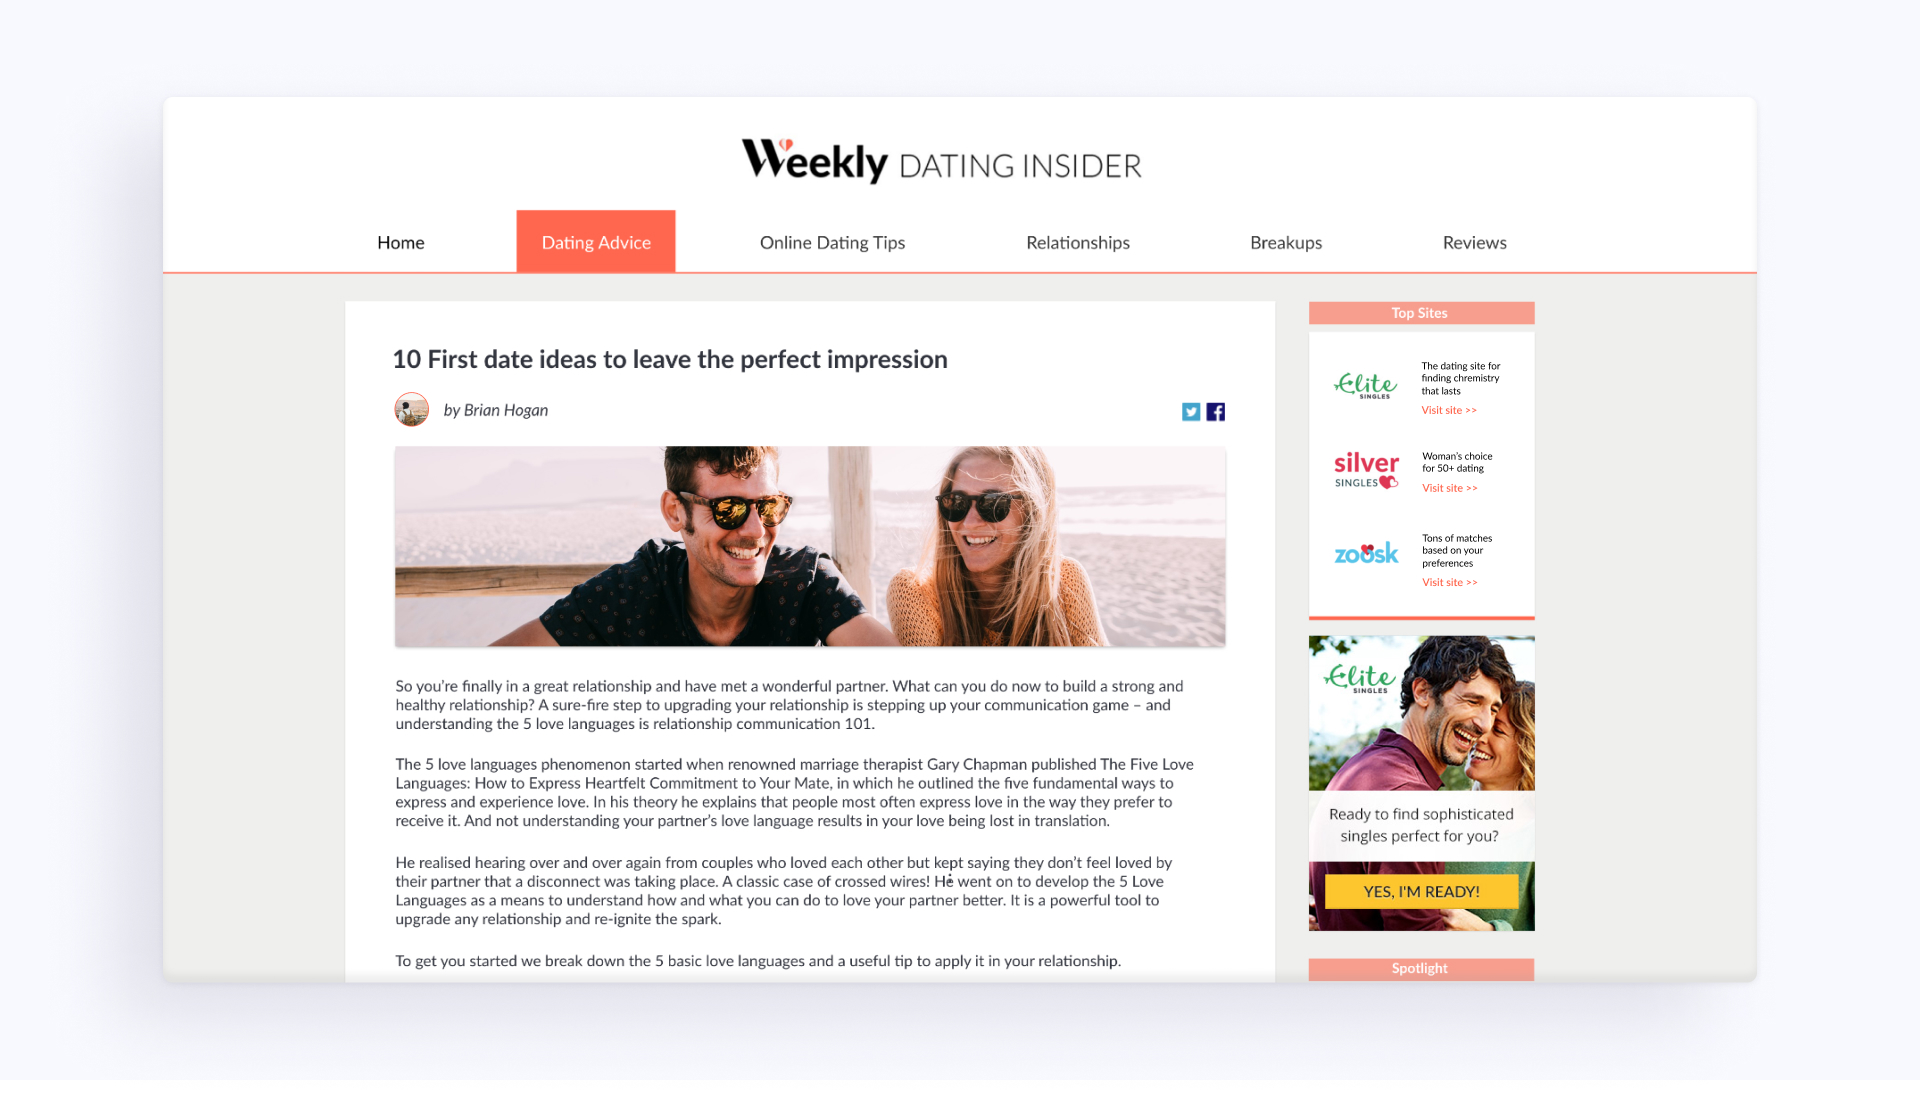 Weekly DATING INSIDER
Home
Dating Advice
Online Dating Tips
Relationships
Breakups
Reviews
10 First date ideas to leave the perfect impression
by Brian Hogan
So you're finally in a great relationship and have met a wonderful partner. What can you do now to build a strong and
healthy relationship? A sure-fire step to upgrading your relationship is stepping up your communication game – and
understanding the 5 love languages is relationship communication 101.
The 5 love languages phenomenon started when renowned marriage therapist Gary Chapman published The Five Love
Languages: How to Express Heartfelt Commitment to Your Mate, in which he outlined the five fundamental ways to
express and experience love. In his theory he explains that people most often express love in the way they prefer to
receive it. And not understanding your partner's love language results in your love being lost in translation.
He realised hearing over and over again from couples who loved each other but kept saying they don't feel loved by
their partner that a disconnect was taking place. A classic case of crossed wires! He went on to develop the 5 Love
Languages as a means to understand how and what you can do to love your partner better. It is a powerful tool to
upgrade any relationship and re-ignite the spark.
To get you started we break down the 5 basic love languages and a useful tip to apply it in your relationship.
Top Sites
Elite
SINGLES
The dating site for
finding chremistry
that lasts
Visit site >>
silver
SINGLES
Woman's choice
for 50+ dating
Visit site >>
zoosk
Tons of matches
based on your
preferences
Visit site >>
Elite
SINGLES
Ready to find sophisticated
singles perfect for you?
YES, I'M READY!
Spotlight